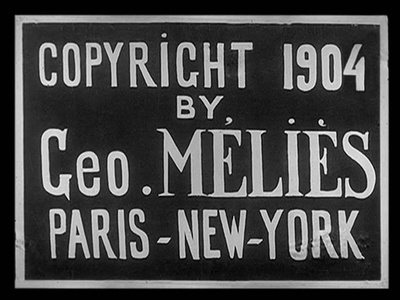 COPYRiGHT 1904
BY,
Geo. MÉLiÈS
PARIS-NEW-YORK